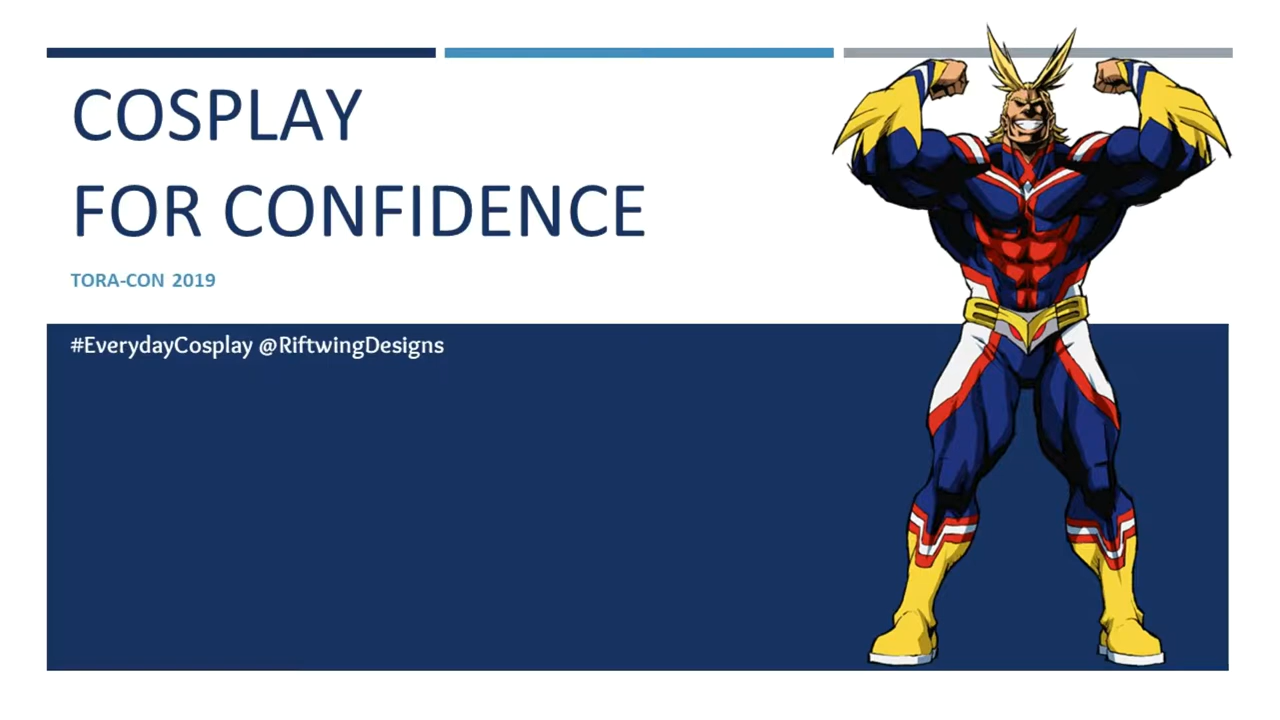 COSPLAY
FOR CONFIDENCE
TORA-CON 2019
#EverydayCosplay @RiftwingDesigns